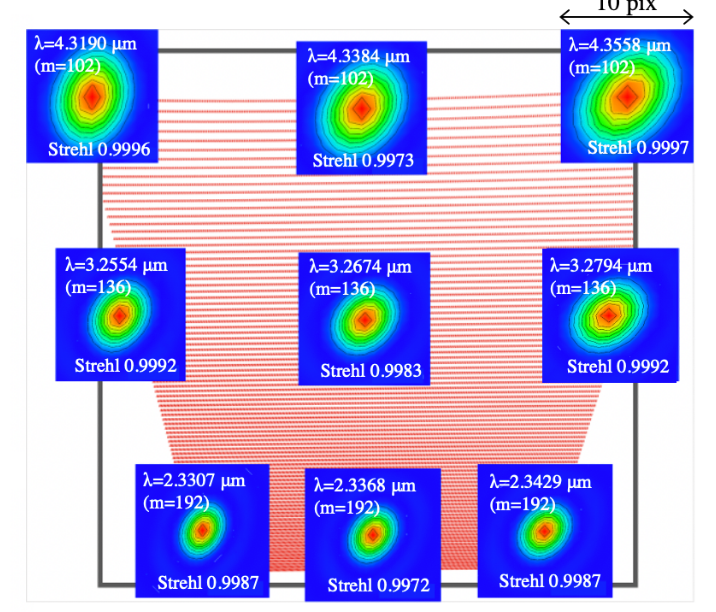 10 pix
λ=4.3190 μm
(m=102)
Strehl 0.9996
λ=4.3384 μm
(m=102)
Strehl 0.9973
λ=4.3558 μm
(m=102)
Strehl 0.9997
λ=3.2554 μm
(m=136)
Strehl 0.9992
λ=3.2674 μm
(m=136)
Strehl 0.9983
λ=3.2794 μm
(m=136)
Strehl 0.9992
λ=2.3307 μm
(m=192)
Strehl 0.9987
λ=2.3368 μm
(m=192)
Strehl 0.9972
λ=2.3429 μm
(m=192)
Strehl 0.9987